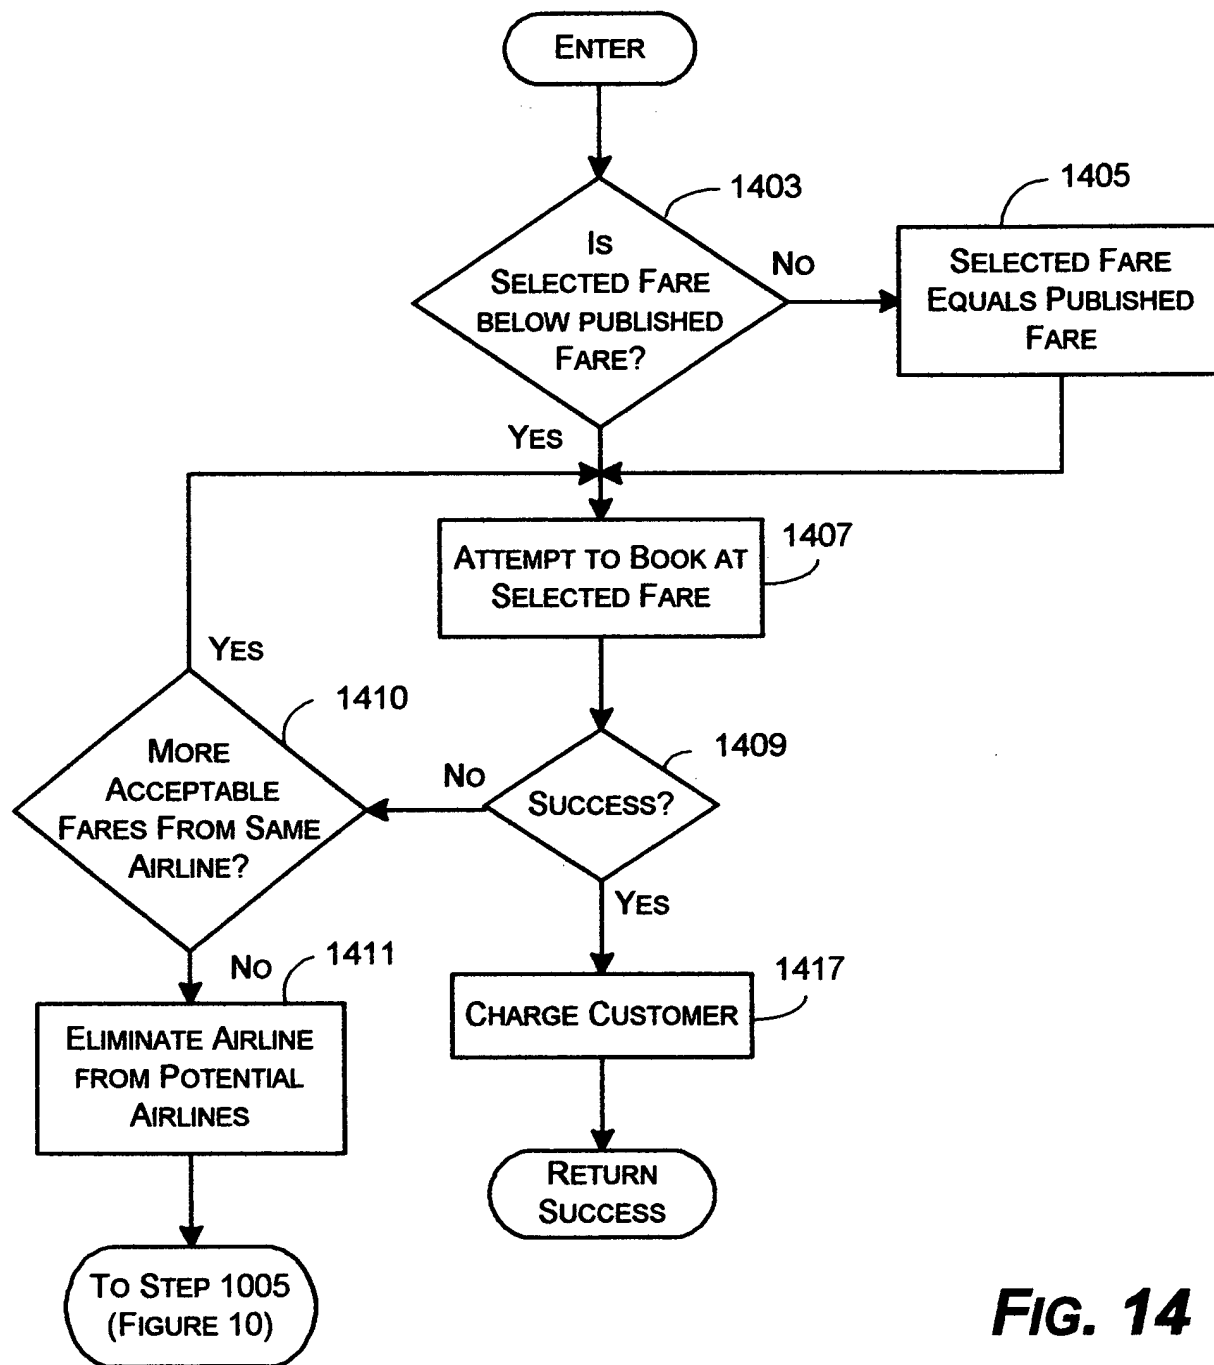 ENTER
1403
1405
IS
SELECTED FARE
BELOW PUBLISHED
FARE?
NO
SELECTED FARE
EQUALS PUBLISHED
FARE
YES
1407
ATTEMPT TO BOOK AT
SELECTED FARE
YES
1410
1409
MORE
ACCEPTABLE
FARES FROM SAME
AIRLINE?
NO
SUCCESS?
YES
NO
1411
1417
ELIMINATE AIRLINE
FROM POTENTIAL
AIRLINES
CHARGE CUSTOMER
RETURN
SUCCESS
TO STEP 1005
(FIGURE 10)
FIG. 14